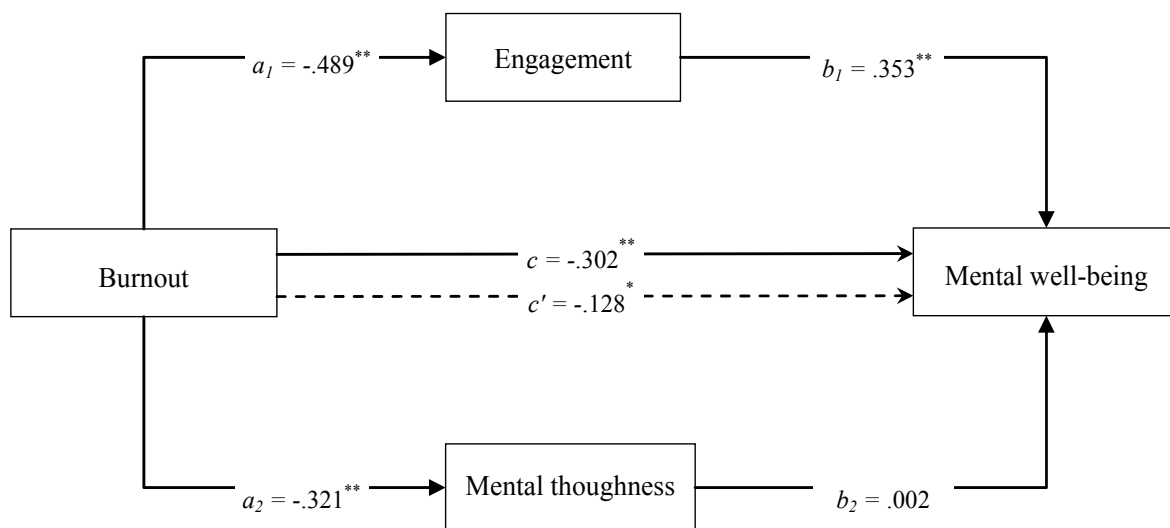 a1 = -.489**
Engagement
b1 = .353**
Burnout
c = -.302**
c' = -.128*
Mental well-being
a2 = -.321**
Mental thoughness
b2 = .002